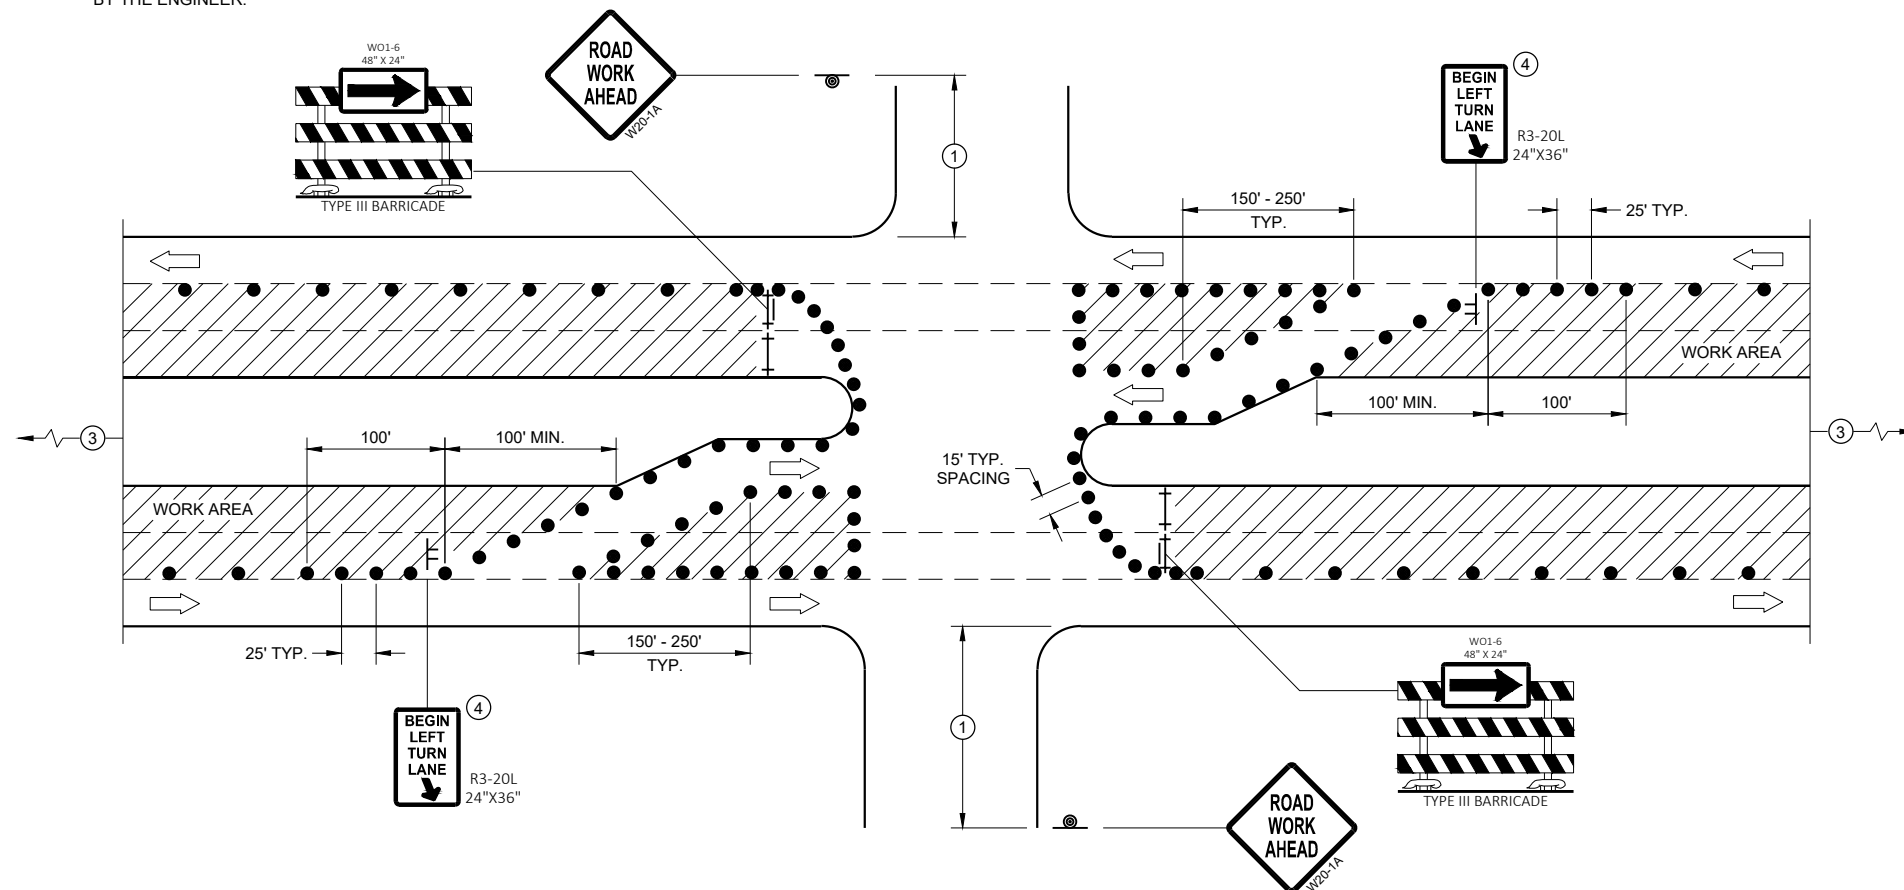 BY THE ENGINEER.
WO1-6
48" X 24"
TYPE III BARRICADE
ROAD
WORK
AHEAD
W20-1A
1
BEGIN
LEFT
TURN
LANE
4
R3-20L
24"X36"
150' - 250'
TYP.
25' TYP.
WORK AREA
100' MIN.
100'
3
3
100'
100' MIN.
15' TYP.
SPACING
WORK AREA
25' TYP.
150' - 250'
TYP.
BEGIN
LEFT
TURN
LANE
4
R3-20L
24"X36"
1
WO1-6
48" X 24"
TYPE III BARRICADE
ROAD
WORK
AHEAD
W20-1A